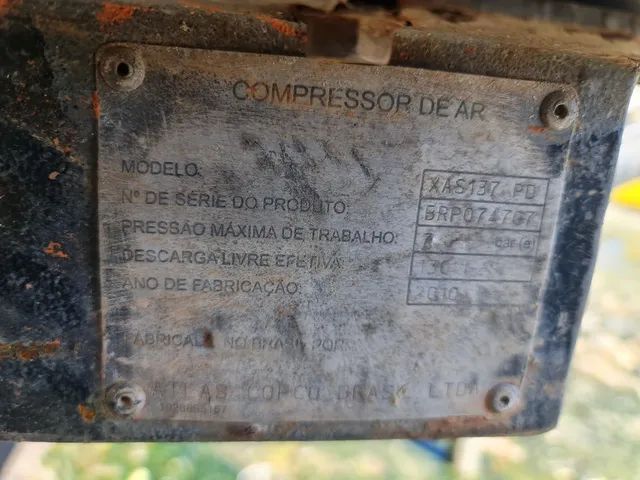 COMPRESSOR DE AR
MODELO: XAS137 PD
Nº DE SÉRIE DO PRODUTO:
PRESSÃO MÁXIMA DE TRABALHO: 7 bar(e)
DESCARGA LIVRE EFETIVA:
ANO DE FABRICAÇÃO: 2010
FABRICADO NO BRASIL POR:
ATLAS COPCO BRASIL LTDA